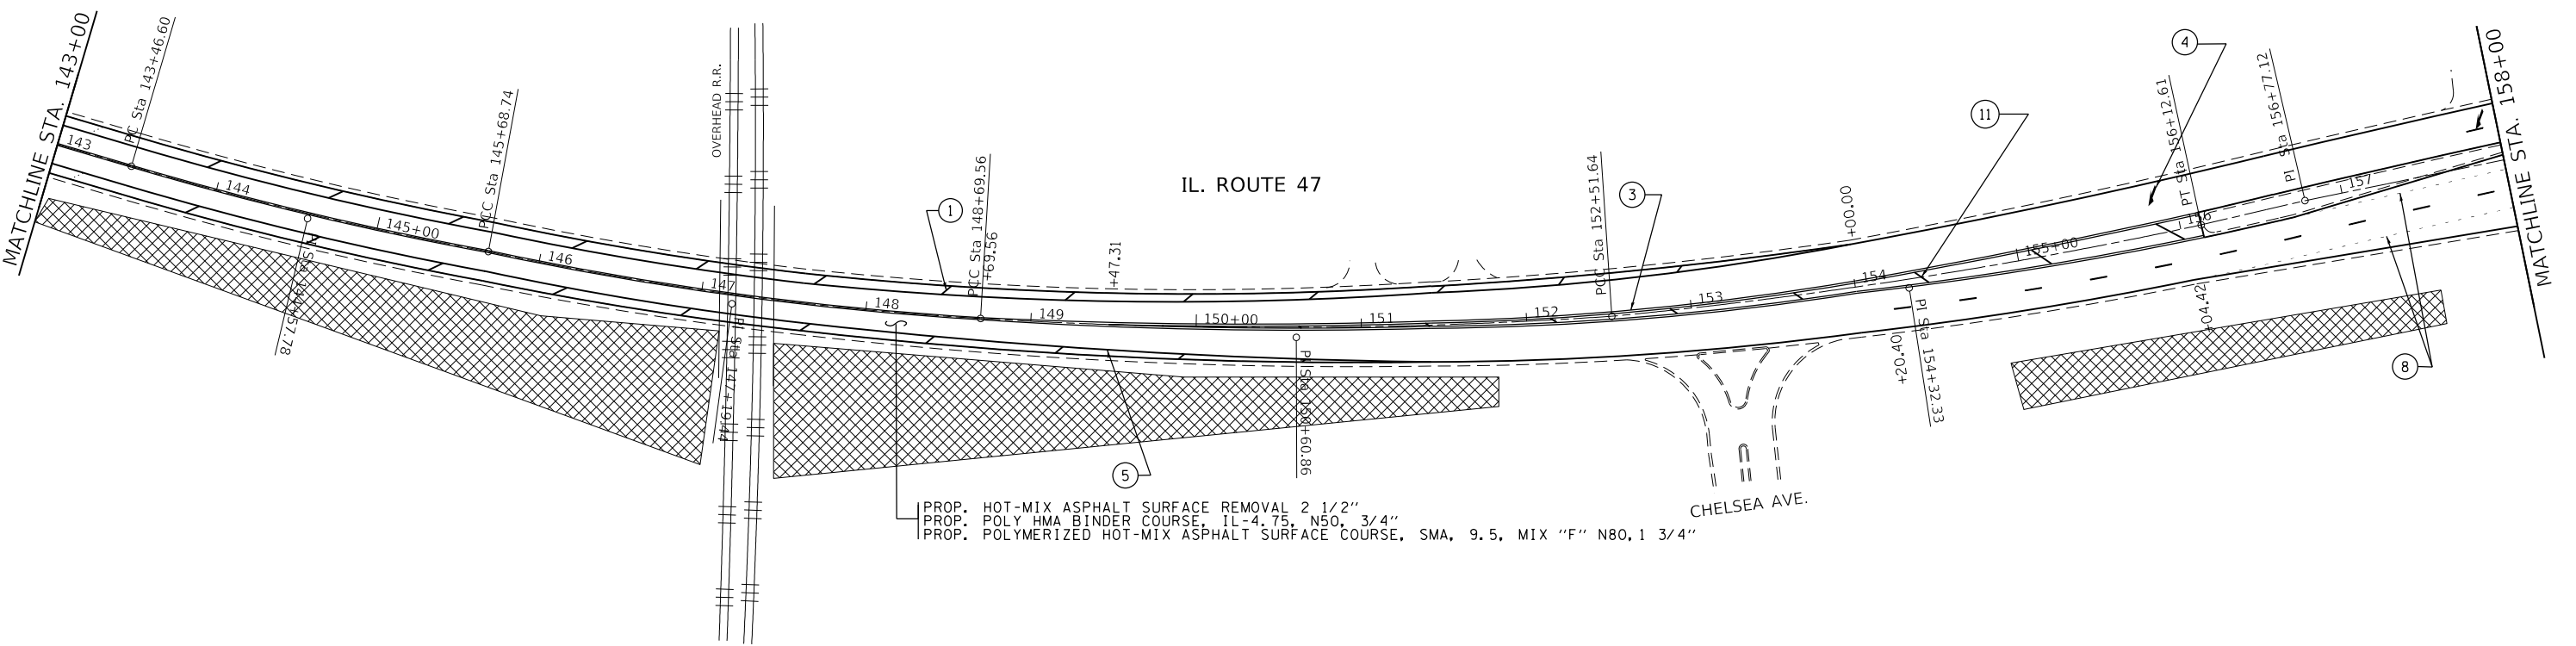 MATCHLINE STA. 143+00
PC Sta 143+46.60
143
144
PI Sta 144+57.78
145+00
PCC Sta 145+68.74
146
OVERHEAD R.R.
147
PI Sta 147+19.44
148
1
PCC Sta 148+69.56
+69.56
149
+47.31
IL. ROUTE 47
150+00
PI Sta 150+60.86
151
152
PCC Sta 152+51.64
3
153
+00.00
154
11
+20.40
PI Sta 154+32.33
155+00
4
PT Sta 156+12.61
156
+04.42
PI Sta 156+77.12
157
8
MATCHLINE STA. 158+00
5
CHELSEA AVE.
PROP. HOT-MIX ASPHALT SURFACE REMOVAL 2 1/2"
PROP. POLY HMA BINDER COURSE, IL-4.75, N50, 3/4"
PROP. POLYMERIZED HOT-MIX ASPHALT SURFACE COURSE, SMA, 9.5, MIX "F" N80,1 3/4"